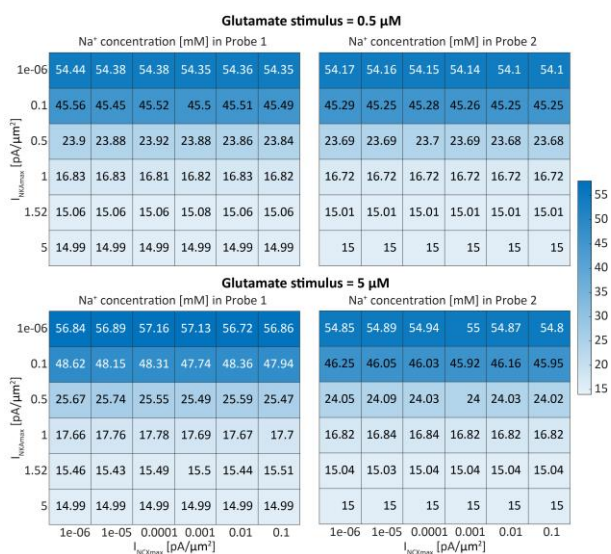 Glutamate stimulus = 0.5 µM
Na⁺ concentration [mM] in Probe 1
Na⁺ concentration [mM] in Probe 2
I_NKAmax [pA/µm²]
1e-06 54.44 54.38 54.38 54.35 54.36 54.35 54.17 54.16 54.15 54.14 54.1 54.1
0.1 45.56 45.45 45.52 45.5 45.51 45.49 45.29 45.25 45.28 45.26 45.25 45.25
0.5 23.9 23.88 23.92 23.88 23.86 23.84 23.69 23.69 23.7 23.69 23.68 23.68
1 16.83 16.83 16.81 16.82 16.83 16.82 16.72 16.72 16.72 16.72 16.72 16.72
1.52 15.06 15.06 15.06 15.08 15.06 15.06 15.01 15.01 15.01 15.01 15.01 15.01
5 14.99 14.99 14.99 14.99 14.99 14.99 15 15 15 15 15 15
Glutamate stimulus = 5 µM
Na⁺ concentration [mM] in Probe 1
Na⁺ concentration [mM] in Probe 2
I_NKAmax [pA/µm²]
1e-06 56.84 56.89 57.16 57.13 56.72 56.86 54.85 54.89 54.94 55 54.87 54.8
0.1 48.62 48.15 48.31 47.74 48.36 47.94 46.25 46.05 46.03 45.92 46.16 45.95
0.5 25.67 25.74 25.55 25.49 25.59 25.47 24.05 24.09 24.03 24 24.03 24.02
1 17.66 17.76 17.78 17.69 17.67 17.7 16.82 16.84 16.84 16.82 16.82 16.82
1.52 15.46 15.43 15.49 15.5 15.44 15.51 15.04 15.03 15.04 15.04 15.04 15.04
5 14.99 14.99 14.99 14.99 14.99 14.99 15 15 15 15 15 15
1e-06 1e-05 0.0001 0.001 0.01 0.1 1e-06 1e-05 0.0001 0.001 0.01 0.1
I_NCXmax [pA/µm²]
I_NCXmax [pA/µm²]
55
50
45
40
35
30
25
20
15